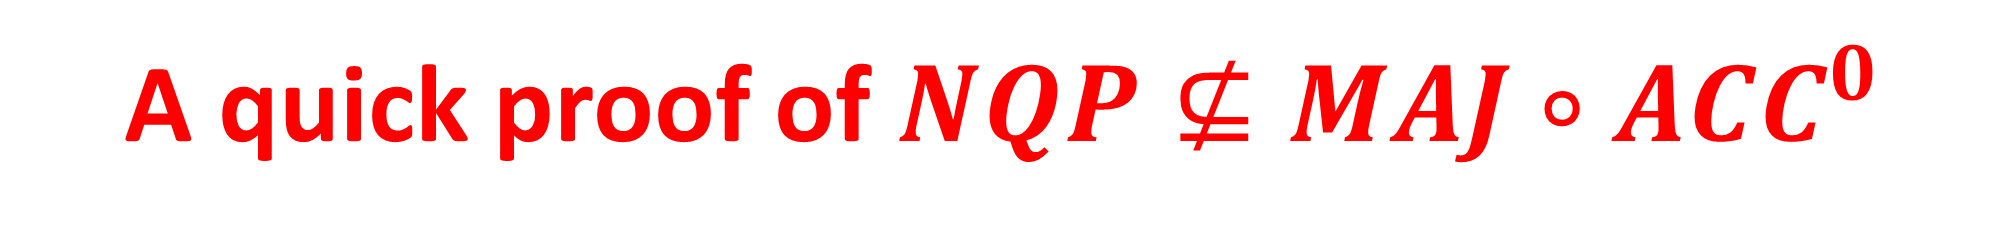 A quick proof of 𝑵𝑸𝑷 ⊈ 𝑴𝑨𝑱 ∘ 𝑨𝑪𝑪⁰